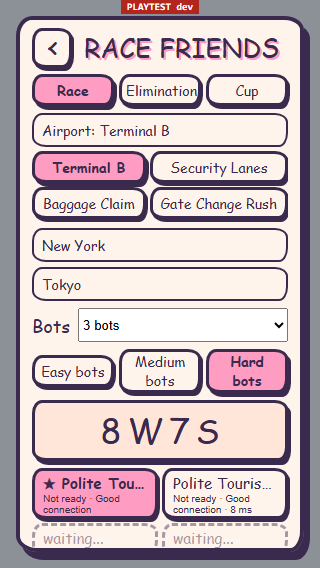 PLAYTEST dev
< RACE FRIENDS
Race Elimination Cup
Airport: Terminal B
Terminal B Security Lanes
Baggage Claim Gate Change Rush
New York
Tokyo
Bots 3 bots
Easy bots Medium bots Hard bots
8W7S
★ Polite Tou... Polite Touris...
Not ready · Good connection Not ready · Good connection · 8 ms
waiting... waiting...